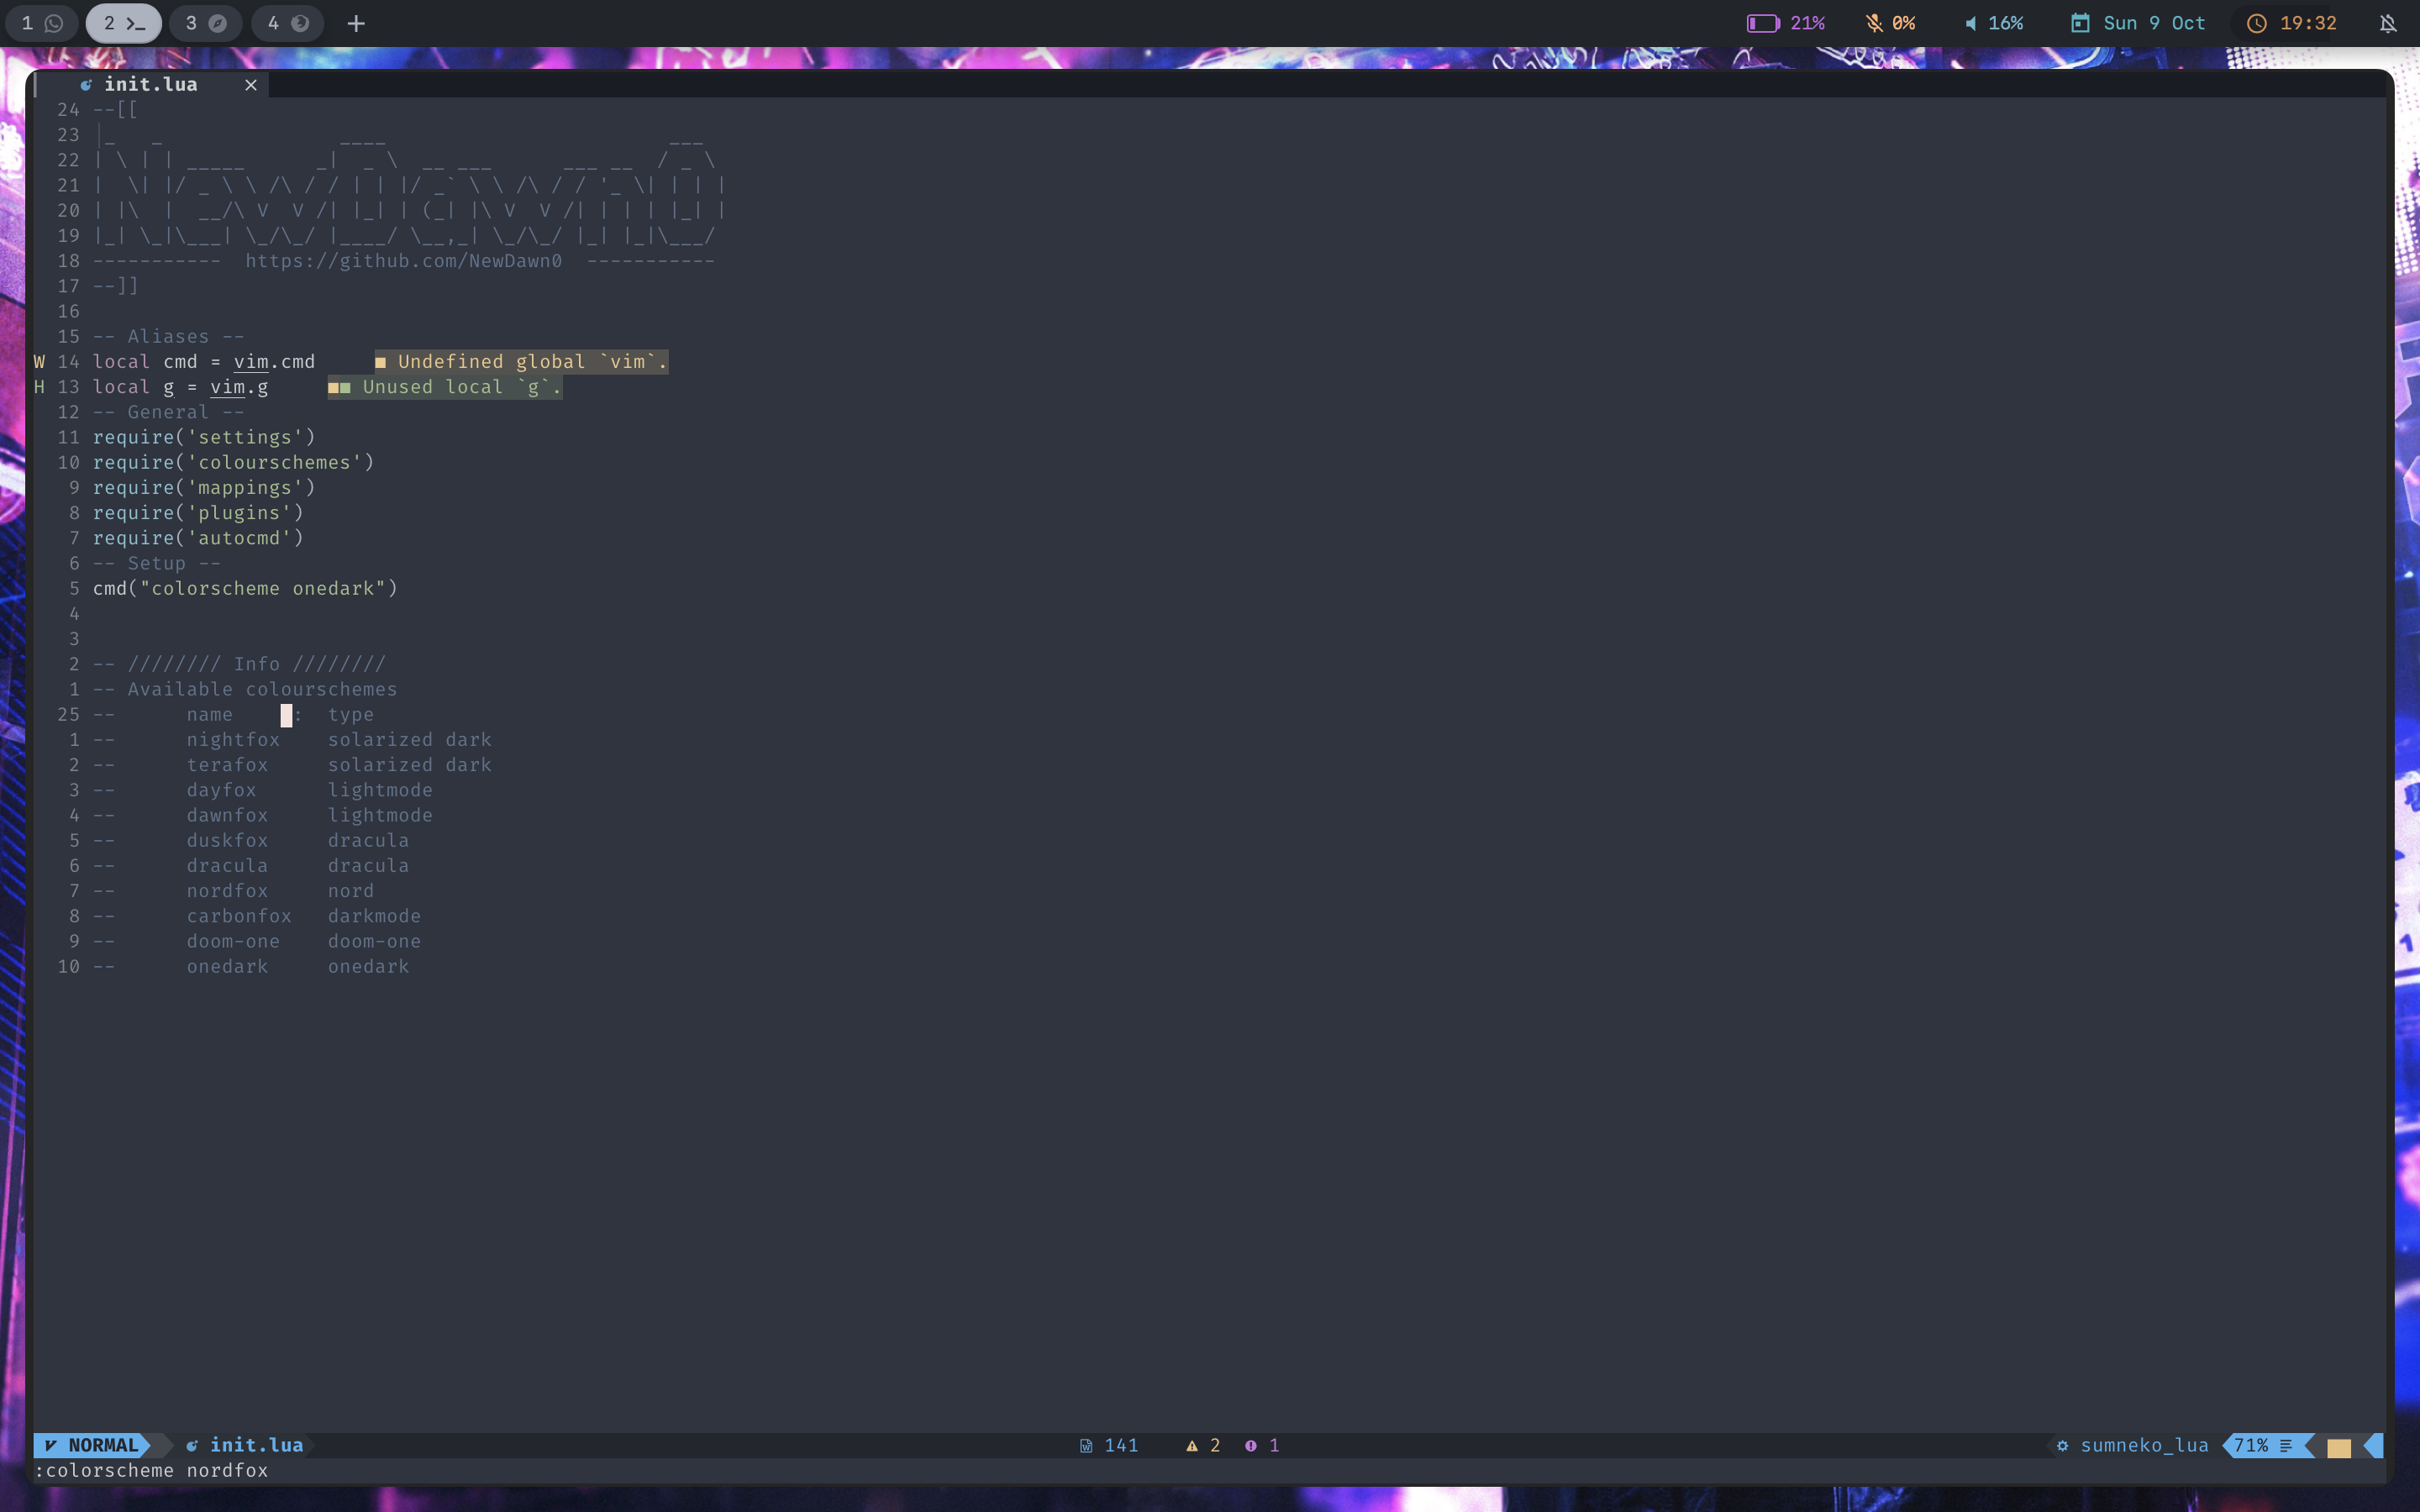 1 2 3 4 + 21% 0% 16% Sun 9 Oct 19:32
init.lua ×
24 --[[
23 |_   _               ____                        ___
22 | \ | | _____      _|  _ \  __ ___      ___ __  / _ \
21 |  \| |/ _ \ \ /\ / / | | |/ _` \ \ /\ / / '_ \| | | |
20 | |\  |  __/\ V  V /| |_| | (_| |\ V  V /| | | | |_| |
19 |_| \_|\___| \_/\_/ |____/ \__,_| \_/\_/ |_| |_|\___/
18 -----------  https://github.com/NewDawn0  -----------
17 --]]
16
15 -- Aliases --
W 14 local cmd = vim.cmd     ■ Undefined global `vim`.
H 13 local g = vim.g     ■■ Unused local `g`.
12 -- General --
11 require('settings')
10 require('colourschemes')
9 require('mappings')
8 require('plugins')
7 require('autocmd')
6 -- Setup --
5 cmd("colorscheme onedark")
4
3
2 -- //////// Info ////////
1 -- Available colourschemes
25 --      name     :  type
1 --      nightfox    solarized dark
2 --      terafox     solarized dark
3 --      dayfox      lightmode
4 --      dawnfox     lightmode
5 --      duskfox     dracula
6 --      dracula     dracula
7 --      nordfox     nord
8 --      carbonfox   darkmode
9 --      doom-one    doom-one
10 --      onedark     onedark
NORMAL init.lua 141 2 1 sumneko_lua 71%
:colorscheme nordfox